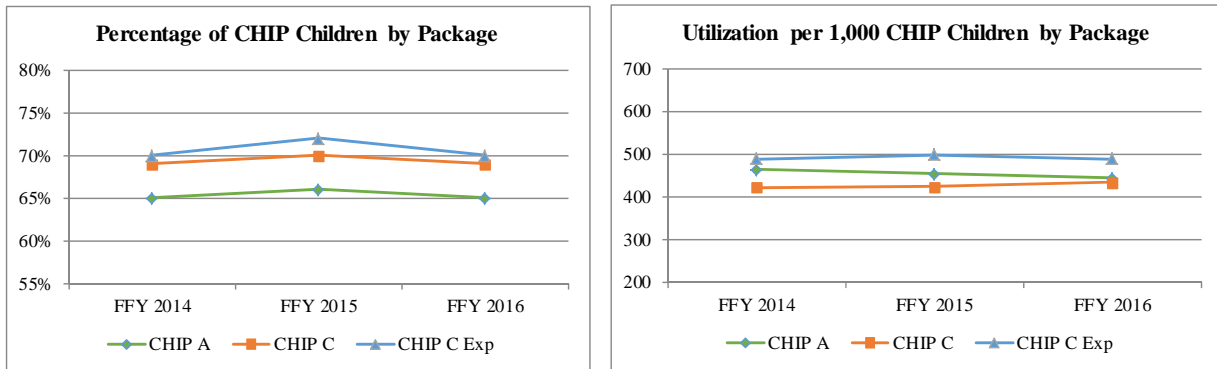 Percentage of CHIP Children by Package
80%
75%
70%
65%
60%
55%
FFY 2014 FFY 2015 FFY 2016
CHIP A CHIP C CHIP C Exp
Utilization per 1,000 CHIP Children by Package
700
600
500
400
300
200
FFY 2014 FFY 2015 FFY 2016
CHIP A CHIP C CHIP C Exp